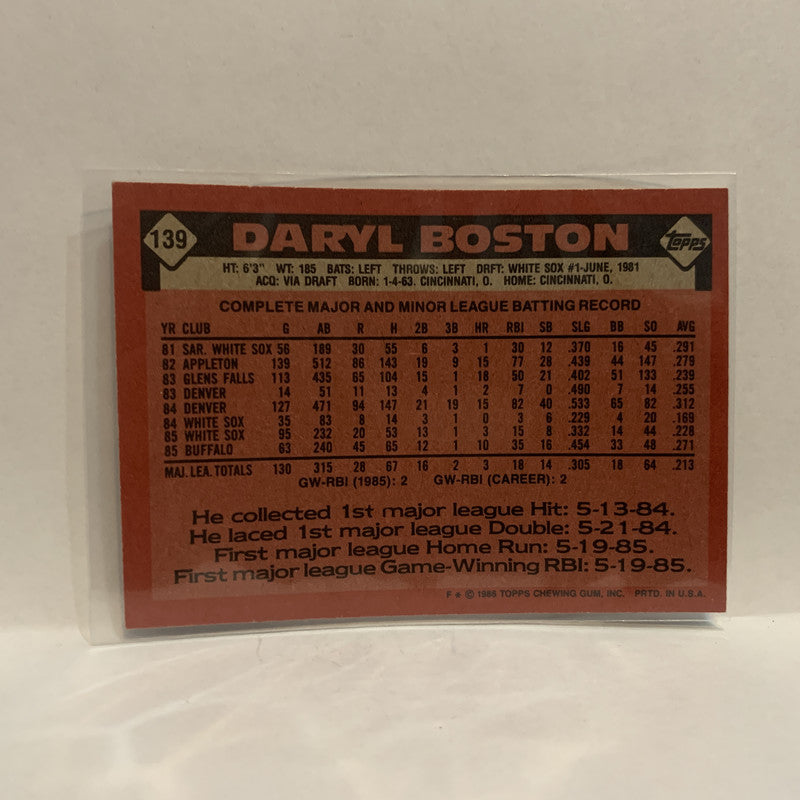 139 DARYL BOSTON topps
HT: 6'3" WT: 185 BATS: LEFT THROWS: LEFT DRFT: WHITE SOX #1-JUNE, 1981
ACQ: VIA DRAFT BORN: 1-4-63, CINCINNATI, O. HOME: CINCINNATI, O.
COMPLETE MAJOR AND MINOR LEAGUE BATTING RECORD
YR CLUB G AB R H 2B 3B HR RBI SB SLG BB SO AVG
81 SAR. WHITE SOX 56 189 30 55 6 3 1 30 12 .370 16 45 .291
82 APPLETON 139 512 86 143 19 9 15 77 28 .439 44 147 .279
83 GLENS FALLS 113 435 65 104 15 1 18 50 21 .402 51 133 .239
83 DENVER 14 51 11 13 4 1 2 7 0 .490 7 14 .255
84 DENVER 127 471 94 147 21 19 15 82 40 .533 65 82 .312
84 WHITE SOX 35 83 8 14 3 1 0 3 6 .229 4 20 .169
85 WHITE SOX 95 232 20 53 13 1 3 15 8 .332 14 44 .228
85 BUFFALO 63 240 45 65 12 1 10 35 16 .454 33 48 .271
MAJ. LEA. TOTALS 130 315 28 67 16 2 3 18 14 .305 18 64 .213
GW-RBI (1985): 2 GW-RBI (CAREER): 2
He collected 1st major league Hit: 5-13-84.
He laced 1st major league Double: 5-21-84.
First major league Home Run: 5-19-85.
First major league Game-Winning RBI: 5-19-85.
F * © 1986 TOPPS CHEWING GUM, INC. PRTD. IN U.S.A.